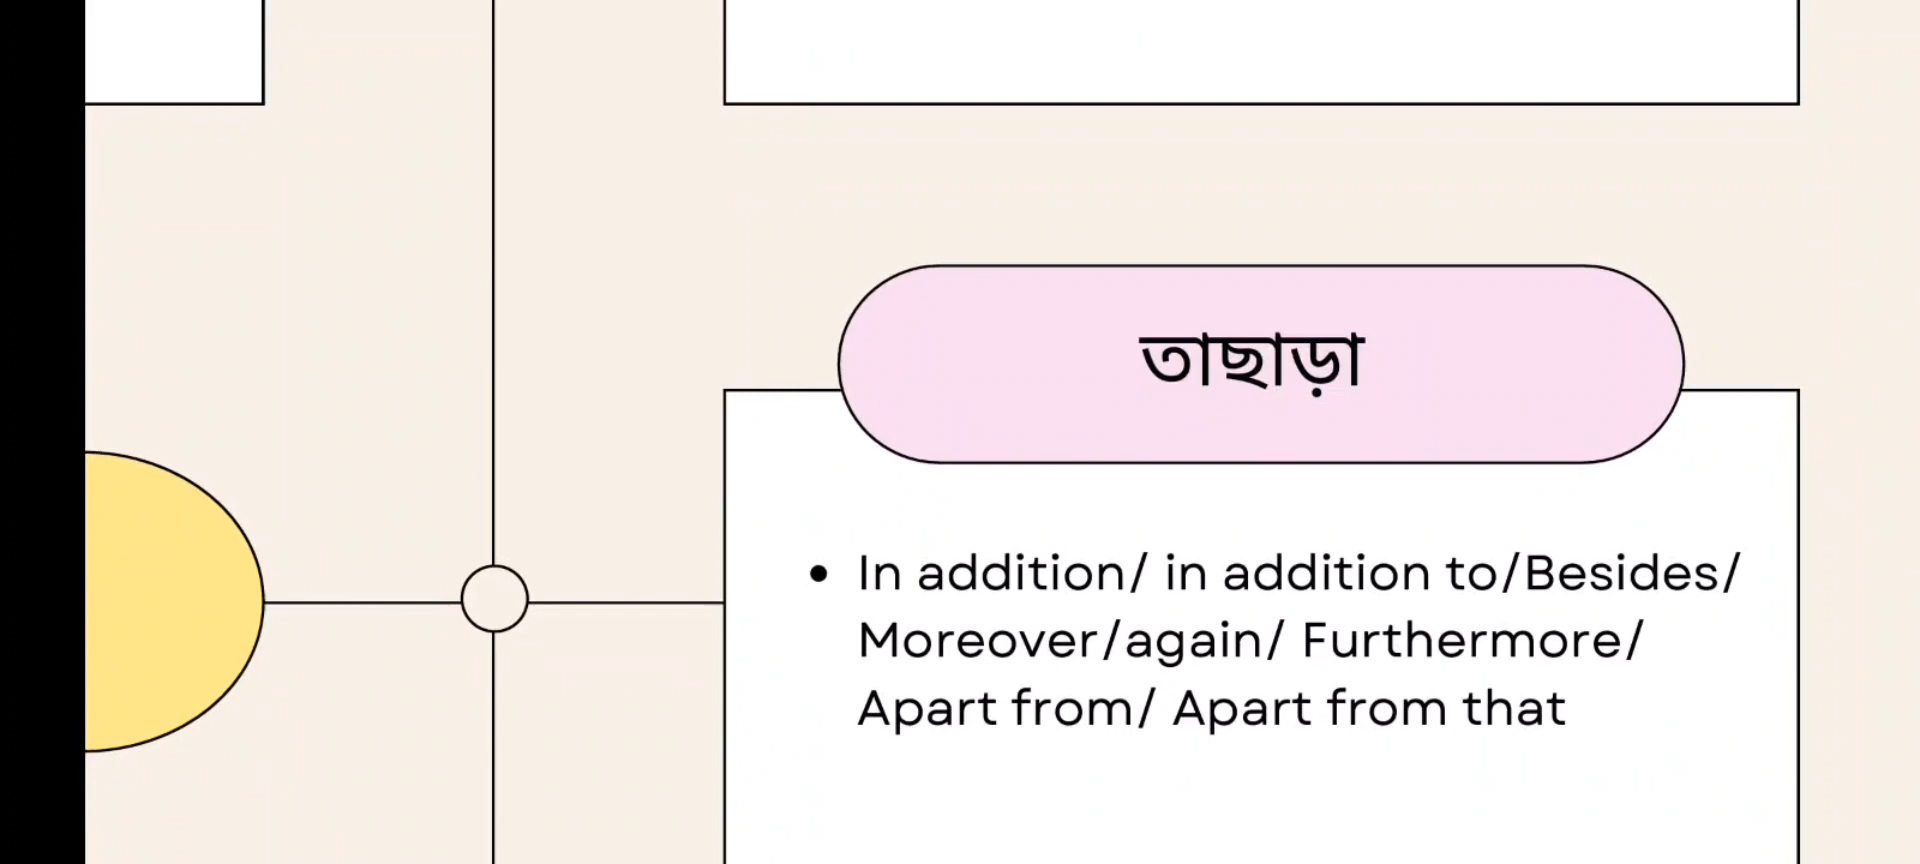 তাছাড়া
• In addition/ in addition to/Besides/
Moreover/again/ Furthermore/
Apart from/ Apart from that